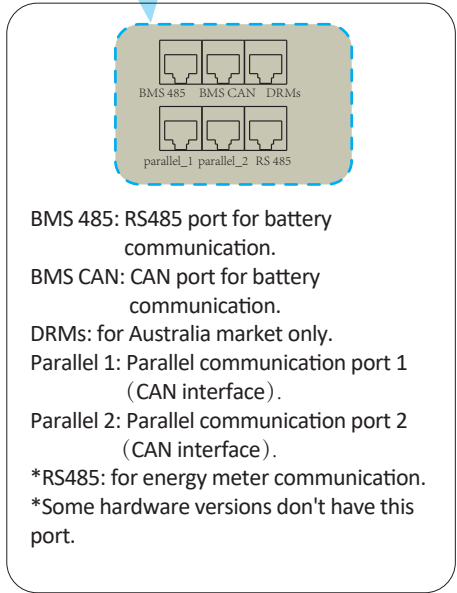 BMS 485 BMS CAN DRMs
parallel_1 parallel_2 RS 485
BMS 485: RS485 port for battery
communication.
BMS CAN: CAN port for battery
communication.
DRMs: for Australia market only.
Parallel 1: Parallel communication port 1
（CAN interface）.
Parallel 2: Parallel communication port 2
（CAN interface）.
*RS485: for energy meter communication.
*Some hardware versions don't have this
port.